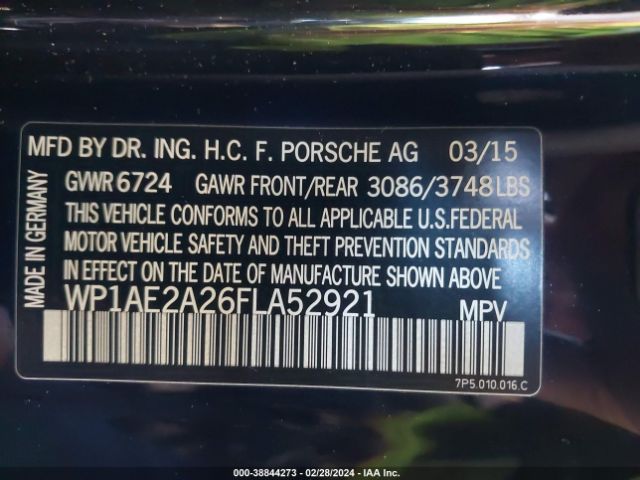 MFD BY DR. ING. H.C. F. PORSCHE AG 03/15
GVWR 6724 GAWR FRONT/REAR 3086/3748 LBS
THIS VEHICLE CONFORMS TO ALL APPLICABLE U.S.FEDERAL
MOTOR VEHICLE SAFETY AND THEFT PREVENTION STANDARDS
IN EFFECT ON THE DATE OF MANUFACTURE SHOWN ABOVE
WP1AE2A26FLA52921 MPV
MADE IN GERMANY
7P5.010.016.C
000-38844273 - 02/28/2024 - IAA Inc.